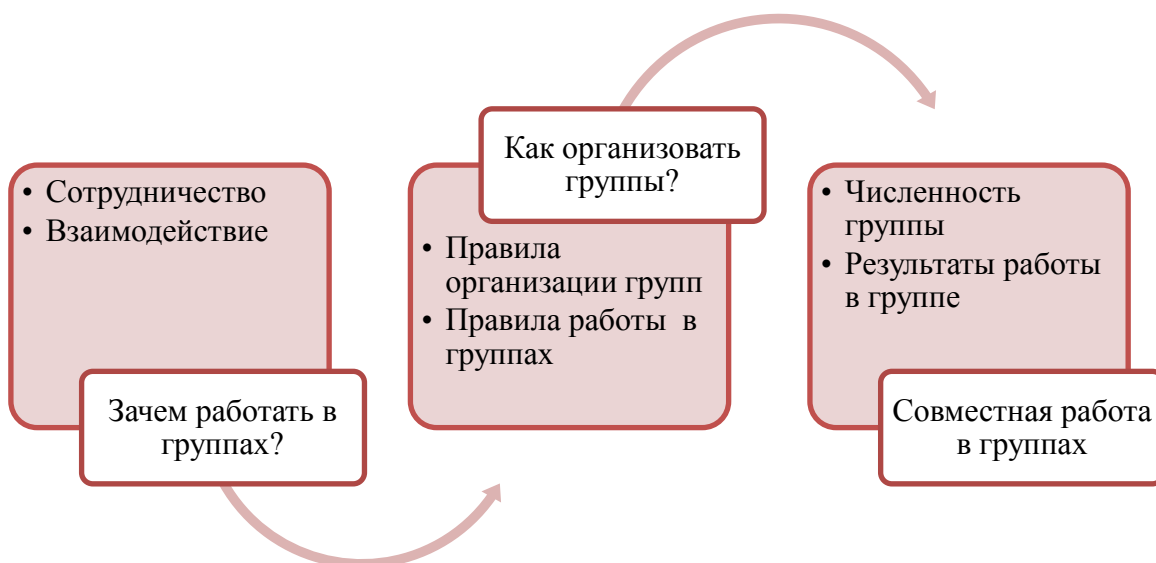 • Сотрудничество
• Взаимодействие
Зачем работать в
группах?
Как организовать
группы?
• Правила
организации групп
• Правила работы в
группах
• Численность
группы
• Результаты работы
в группе
Совместная работа
в группах